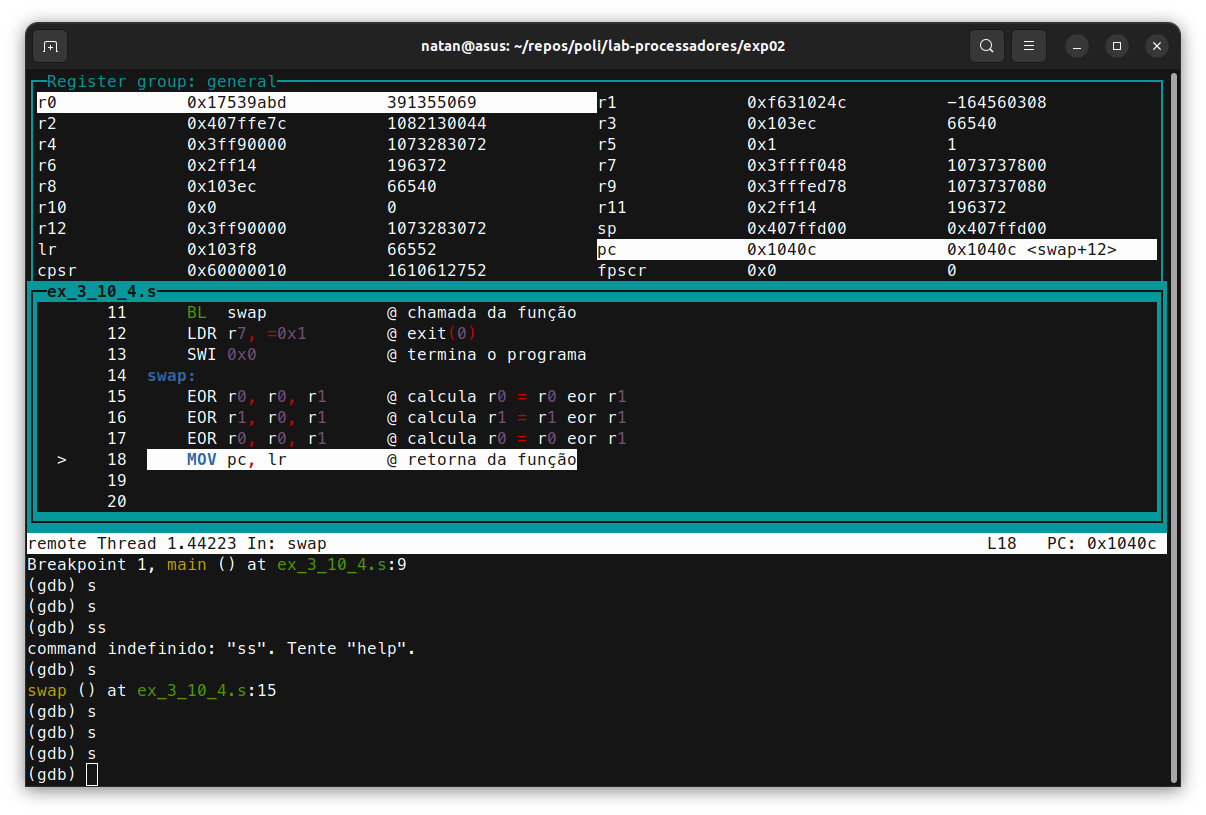 natan@asus: ~/repos/poli/lab-processadores/exp02
Register group: general
r0 0x17539abd 391355069 r1 0xf631024c -164560308
r2 0x407ffe7c 1082130044 r3 0x103ec 66540
r4 0x3ff90000 1073283072 r5 0x1 1
r6 0x2ff14 196372 r7 0x3ffff048 1073737800
r8 0x103ec 66540 r9 0x3fffed78 1073737080
r10 0x0 0 r11 0x2ff14 196372
r12 0x3ff90000 1073283072 sp 0x407ffd00 0x407ffd00
lr 0x103f8 66552 pc 0x1040c 0x1040c <swap+12>
cpsr 0x60000010 1610612752 fpscr 0x0 0
ex_3_10_4.s
11 BL swap @ chamada da função
12 LDR r7, =0x1 @ exit(0)
13 SWI 0x0 @ termina o programa
14 swap:
15 EOR r0, r0, r1 @ calcula r0 = r0 eor r1
16 EOR r1, r0, r1 @ calcula r1 = r1 eor r1
17 EOR r0, r0, r1 @ calcula r0 = r0 eor r1
> 18 MOV pc, lr @ retorna da função
19
20
remote Thread 1.44223 In: swap L18 PC: 0x1040c
Breakpoint 1, main () at ex_3_10_4.s:9
(gdb) s
(gdb) s
(gdb) ss
command indefinido: "ss". Tente "help".
(gdb) s
swap () at ex_3_10_4.s:15
(gdb) s
(gdb) s
(gdb) s
(gdb)